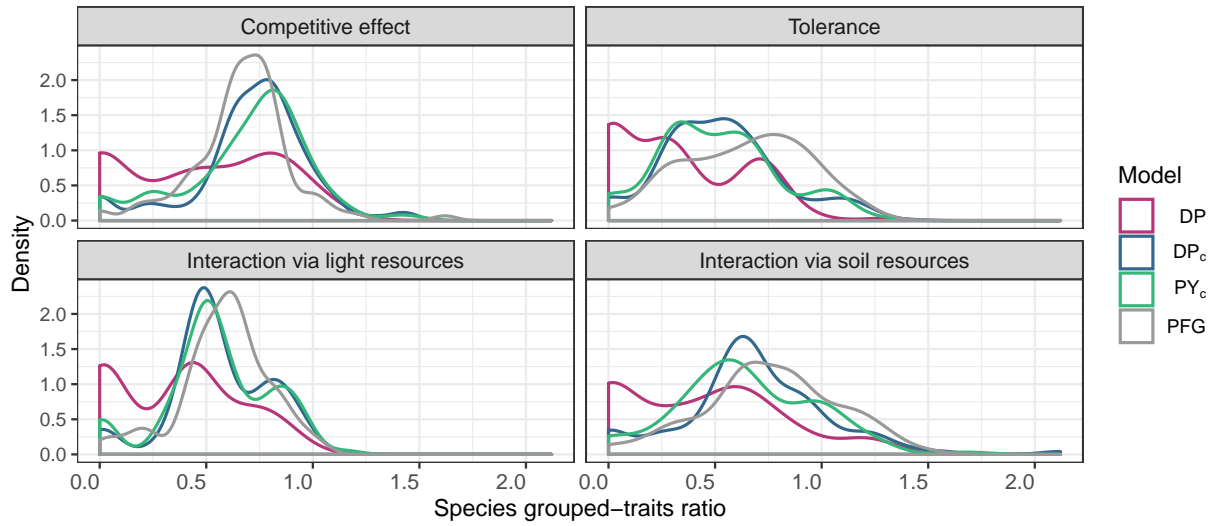 Competitive effect
Tolerance
2.0
1.5
1.0
0.5
0.0
Interaction via light resources
Interaction via soil resources
2.0
1.5
1.0
0.5
0.0
0.0 0.5 1.0 1.5 2.0
0.0 0.5 1.0 1.5 2.0
Density
Species grouped−traits ratio
Model
DP
DPc
PYc
PFG